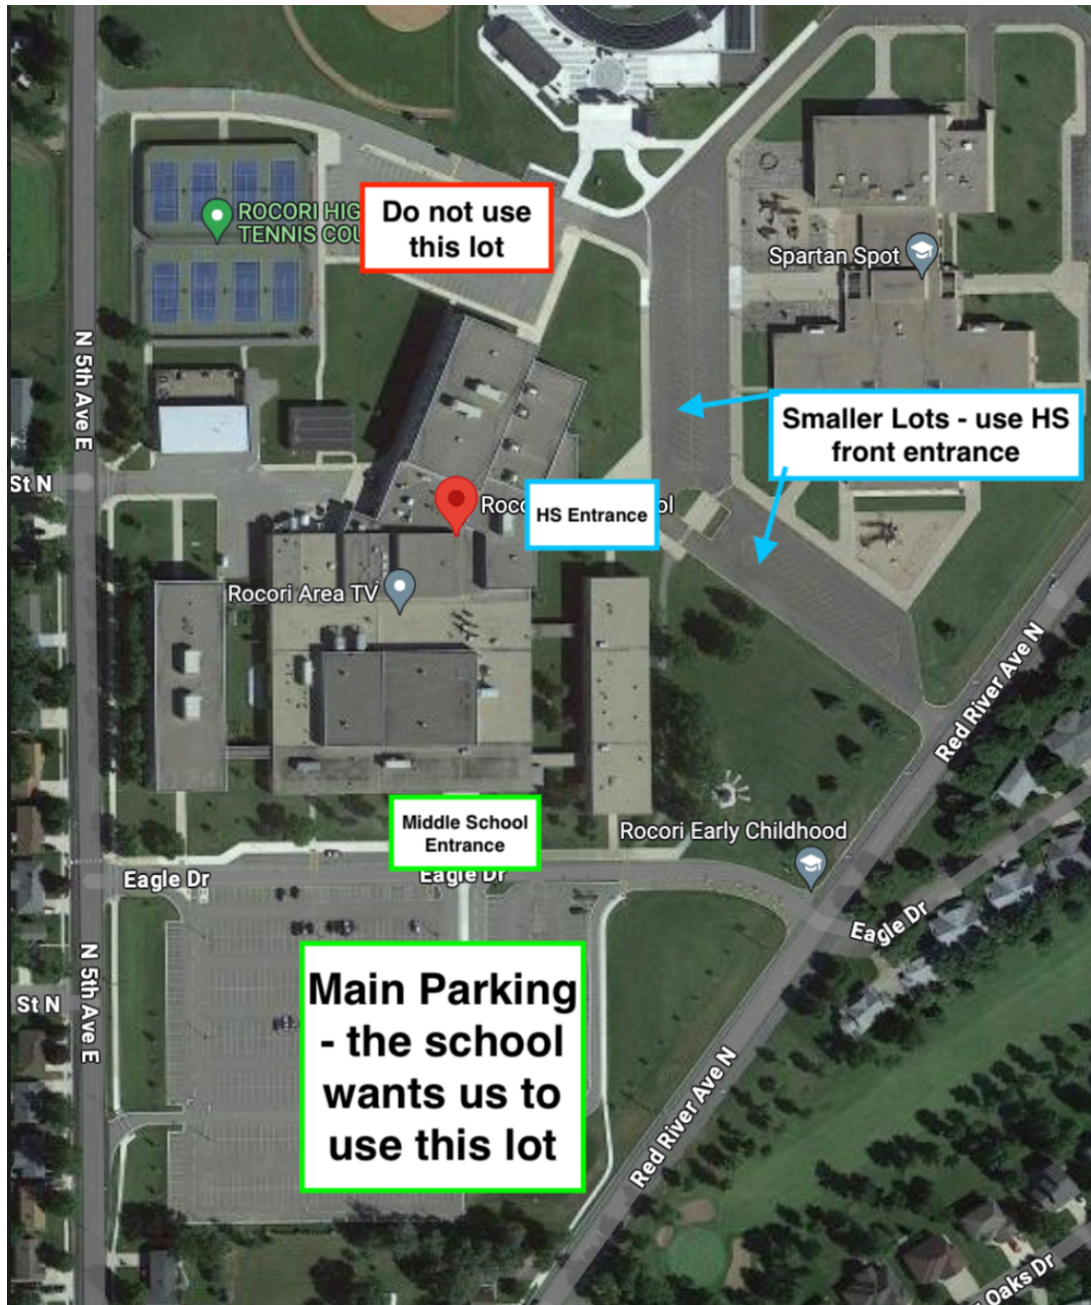 ROCORI HIG
TENNIS COU
Do not use
this lot
Spartan Spot
N 5th Ave E
Smaller Lots - use HS
front entrance
St N
Roco
ol
HS Entrance
Rocori Area TV
Red River Ave N
Middle School
Entrance
Rocori Early Childhood
Eagle Dr
Eagle Dr
Eagle Dr
Main Parking
- the school
wants us to
use this lot
N 5th Ave E
St N
Red River Ave N
Oaks Dr